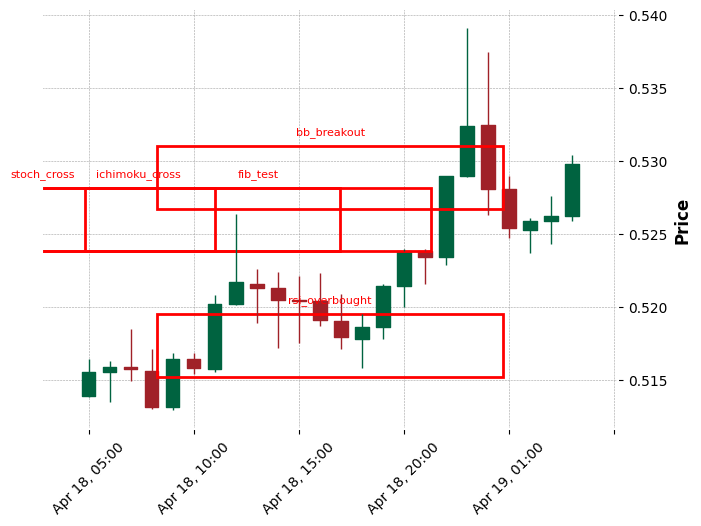 0.540
0.535
bb_breakout
0.530
stoch_cross
ichimoku_cross
fib_test
0.525
rsi_overbought
0.520
0.515
Price
Apr 18, 05:00
Apr 18, 10:00
Apr 18, 15:00
Apr 18, 20:00
Apr 19, 01:00